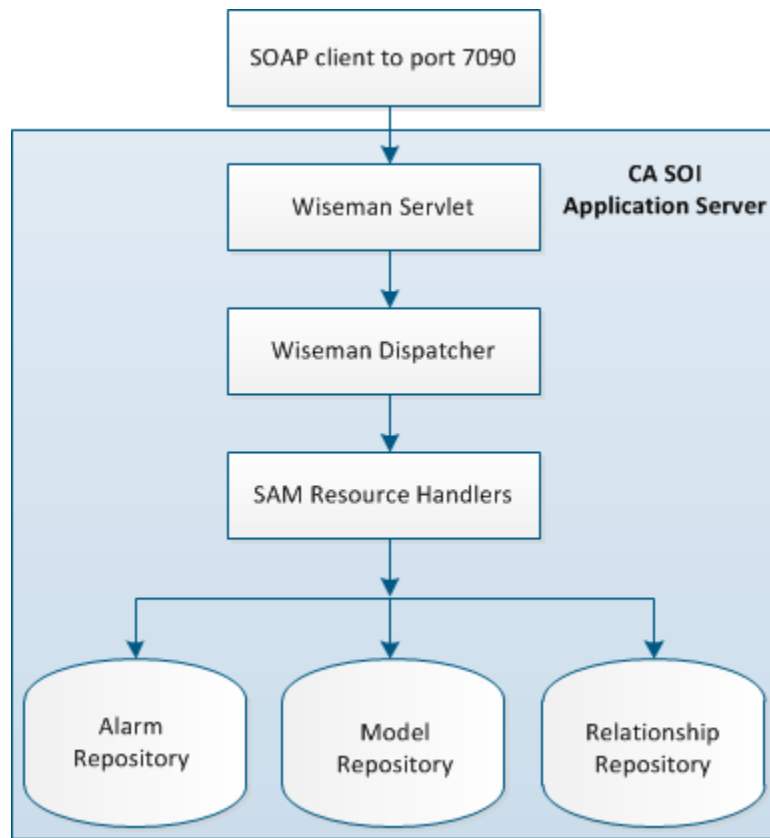 SOAP client to port 7090
CA SOI
Application Server
Wiseman Servlet
Wiseman Dispatcher
SAM Resource Handlers
Alarm
Repository
Model
Repository
Relationship
Repository